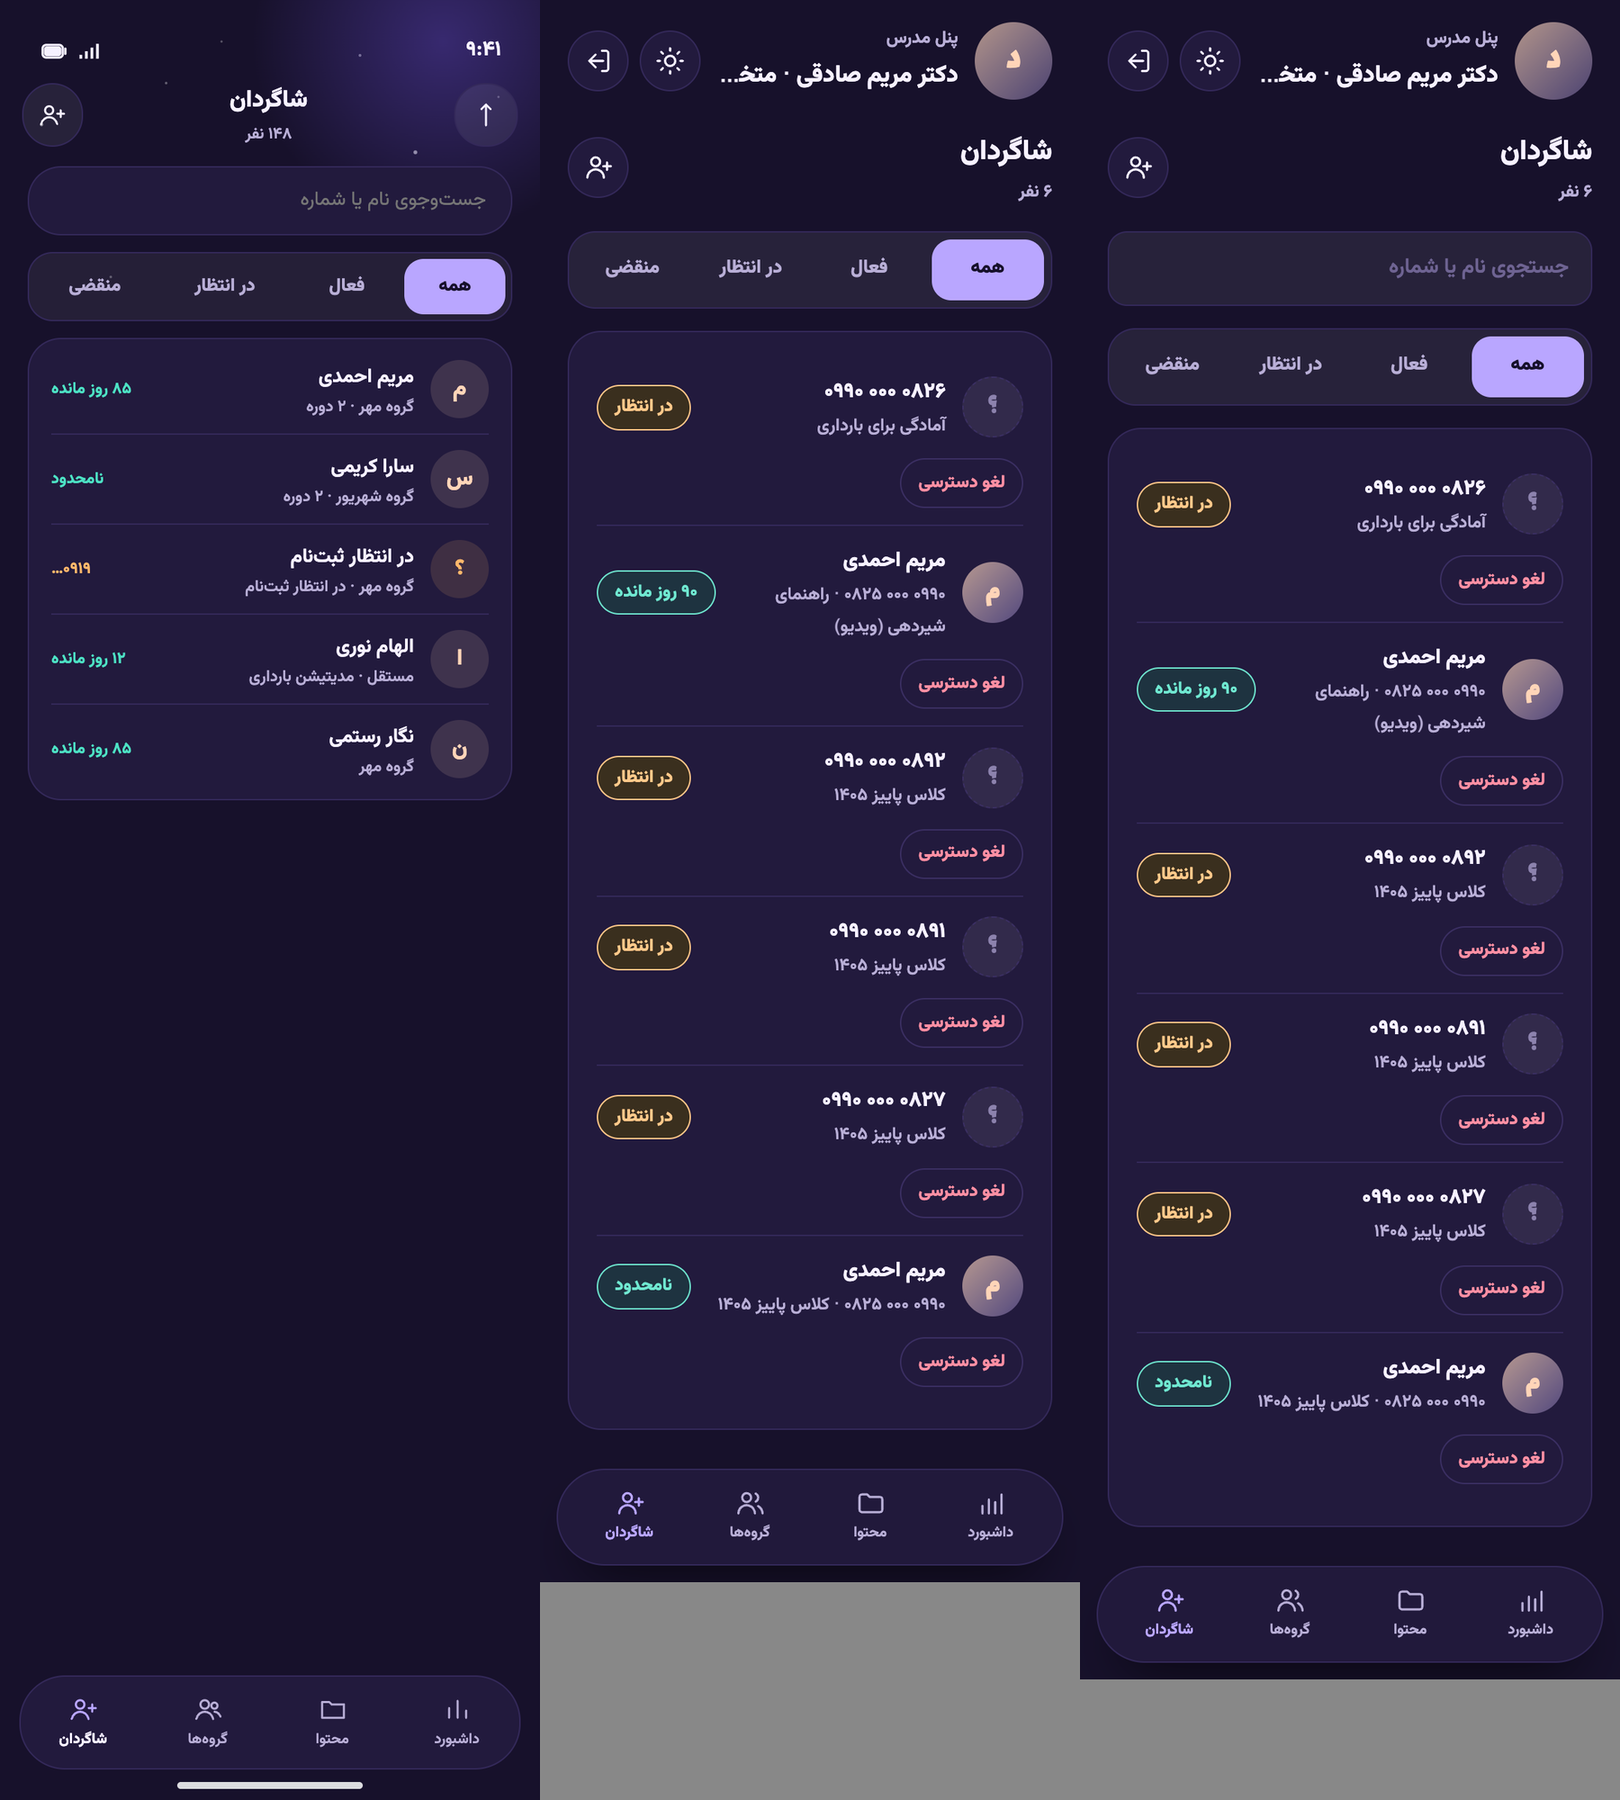 ۹:۴۱
شاگردان
۱۴۸ نفر
جست‌وجوی نام یا شماره
همه
فعال
در انتظار
منقضی
م
مریم احمدی
۸۵ روز مانده
گروه مهر · ۲ دوره
س
سارا کریمی
نامحدود
گروه شهریور · ۲ دوره
؟
در انتظار ثبت‌نام
۰۹۱۹...
گروه مهر · در انتظار ثبت‌نام
ا
الهام نوری
۱۲ روز مانده
مستقل · مدیتیشن بارداری
ن
نگار رستمی
۸۵ روز مانده
گروه مهر
داشبورد
محتوا
گروه‌ها
شاگردان
د
پنل مدرس
دکتر مریم صادقی · متخ...
شاگردان
۶ نفر
همه
فعال
در انتظار
منقضی
؟
۰۹۹۰ ۰۰۰ ۰۸۲۶
در انتظار
آمادگی برای بارداری
لغو دسترسی
م
مریم احمدی
۹۰ روز مانده
۰۹۹۰ ۰۰۰ ۰۸۲۵ · راهنمای
شیردهی (ویدیو)
لغو دسترسی
؟
۰۹۹۰ ۰۰۰ ۰۸۹۲
در انتظار
کلاس پاییز ۱۴۰۵
لغو دسترسی
؟
۰۹۹۰ ۰۰۰ ۰۸۹۱
در انتظار
کلاس پاییز ۱۴۰۵
لغو دسترسی
؟
۰۹۹۰ ۰۰۰ ۰۸۲۷
در انتظار
کلاس پاییز ۱۴۰۵
لغو دسترسی
م
مریم احمدی
نامحدود
۰۹۹۰ ۰۰۰ ۰۸۲۵ · کلاس پاییز ۱۴۰۵
لغو دسترسی
داشبورد
محتوا
گروه‌ها
شاگردان
د
پنل مدرس
دکتر مریم صادقی · متخ...
شاگردان
۶ نفر
جستجوی نام یا شماره
همه
فعال
در انتظار
منقضی
؟
۰۹۹۰ ۰۰۰ ۰۸۲۶
در انتظار
آمادگی برای بارداری
لغو دسترسی
م
مریم احمدی
۹۰ روز مانده
۰۹۹۰ ۰۰۰ ۰۸۲۵ · راهنمای
شیردهی (ویدیو)
لغو دسترسی
؟
۰۹۹۰ ۰۰۰ ۰۸۹۲
در انتظار
کلاس پاییز ۱۴۰۵
لغو دسترسی
؟
۰۹۹۰ ۰۰۰ ۰۸۹۱
در انتظار
کلاس پاییز ۱۴۰۵
لغو دسترسی
؟
۰۹۹۰ ۰۰۰ ۰۸۲۷
در انتظار
کلاس پاییز ۱۴۰۵
لغو دسترسی
م
مریم احمدی
نامحدود
۰۹۹۰ ۰۰۰ ۰۸۲۵ · کلاس پاییز ۱۴۰۵
لغو دسترسی
داشبورد
محتوا
گروه‌ها
شاگردان